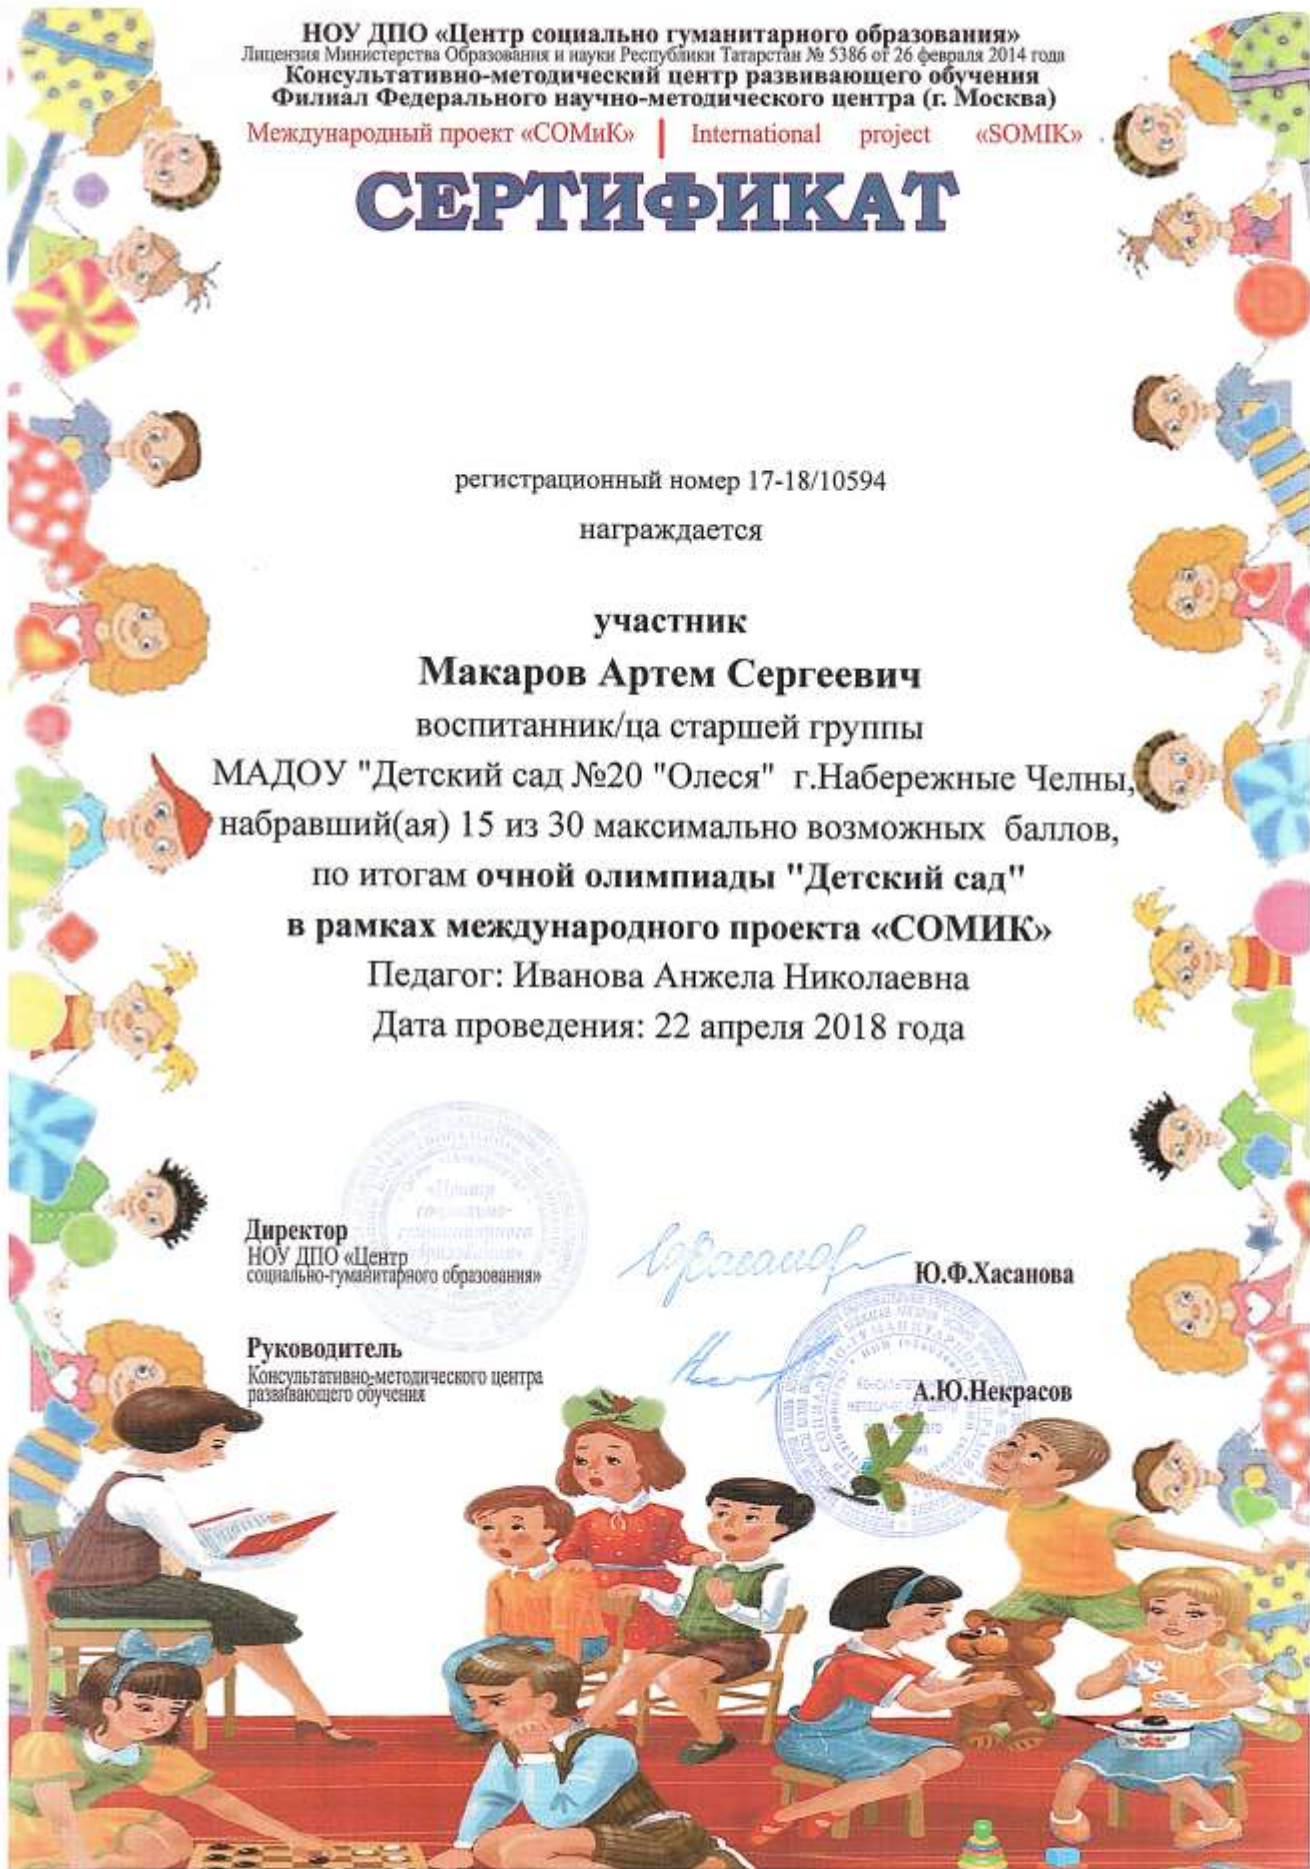 НОУ ДПО «Центр социально гуманитарного образования»
Лицензия Министерства Образования и науки Республики Татарстан № 5386 от 26 февраля 2014 года
Консультативно-методический центр развивающего обучения
Филиал Федерального научно-методического центра (г. Москва)
Международный проект «СОМиК» | International project «SOMIK»
СЕРТИФИКАТ
регистрационный номер 17-18/10594
награждается
участник
Макаров Артем Сергеевич
воспитанник/ца старшей группы
МАДОУ "Детский сад №20 "Олеся" г.Набережные Челны,
набравший(ая) 15 из 30 максимально возможных баллов,
по итогам очной олимпиады "Детский сад"
в рамках международного проекта «СОМИК»
Педагог: Иванова Анжела Николаевна
Дата проведения: 22 апреля 2018 года
«Центр
социально-
гуманитарного
образования»
Директор
НОУ ДПО «Центр
социально-гуманитарного образования»
Ю.Ф.Хасанова
Руководитель
Консультативно-методического центра
развивающего обучения
А.Ю.Некрасов